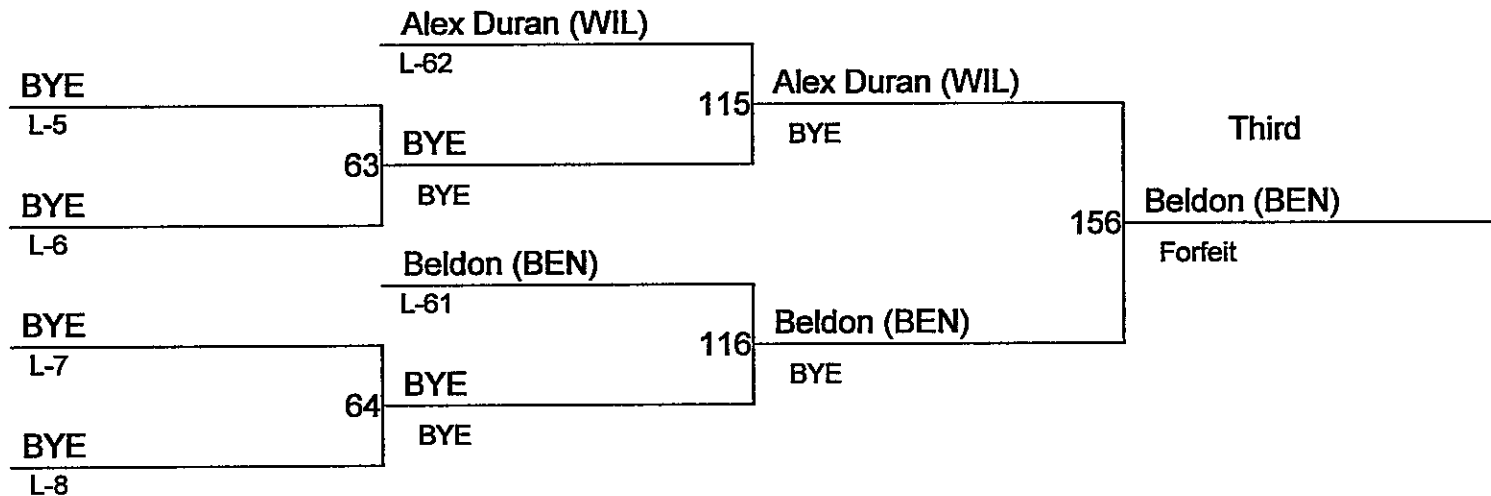 Alex Duran (WIL)
L-62
BYE
L-5
115
Alex Duran (WIL)
BYE
Third
63
BYE
BYE
BYE
L-6
156
Beldon (BEN)
Forfeit
Beldon (BEN)
L-61
BYE
L-7
116
Beldon (BEN)
BYE
64
BYE
BYE
BYE
L-8